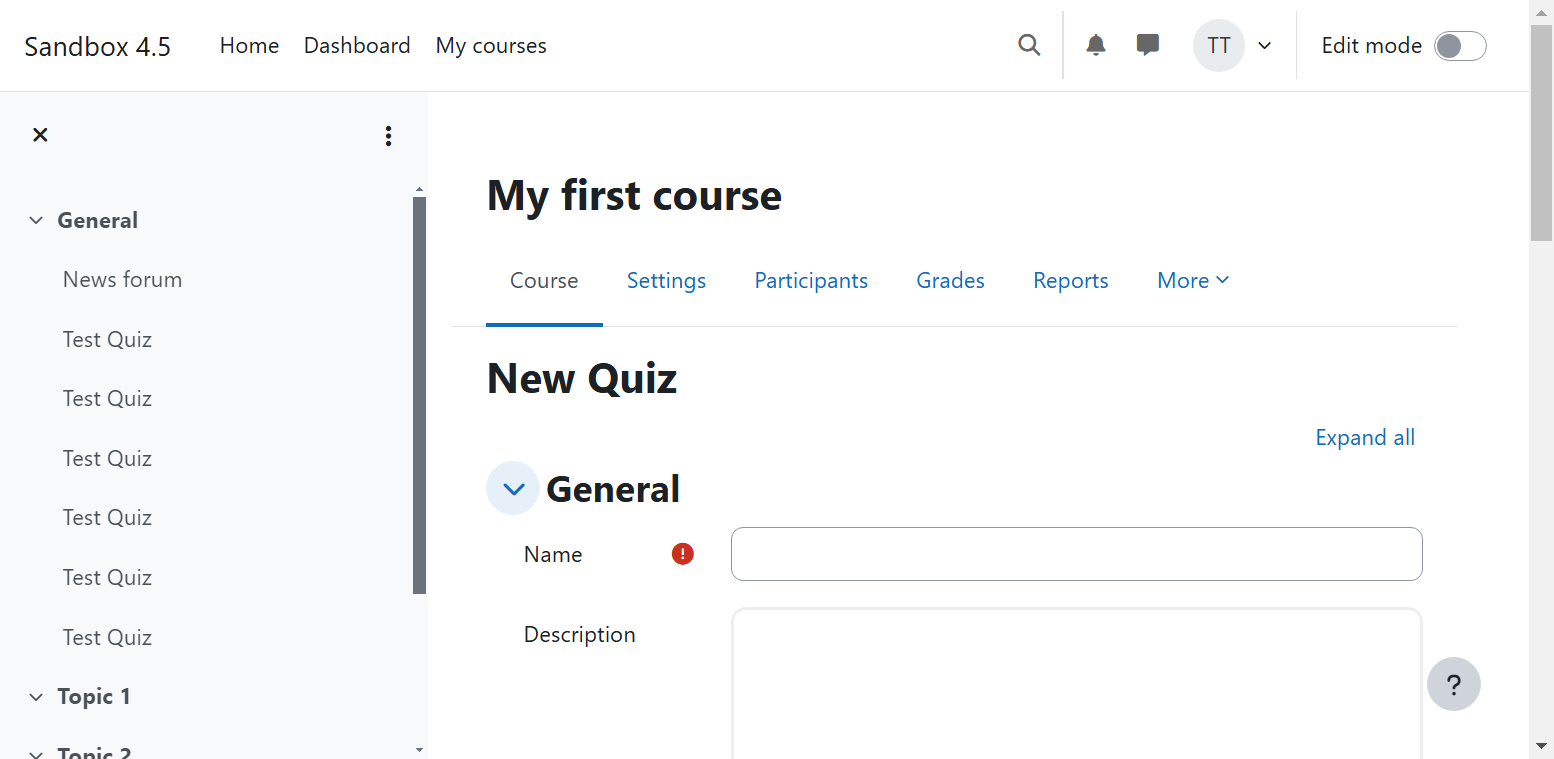 Sandbox 4.5 Home Dashboard My courses TT Edit mode
General
News forum
Test Quiz
Test Quiz
Test Quiz
Test Quiz
Test Quiz
Test Quiz
Topic 1
Topic 2
My first course
Course Settings Participants Grades Reports More
New Quiz
Expand all
General
Name
Description
?